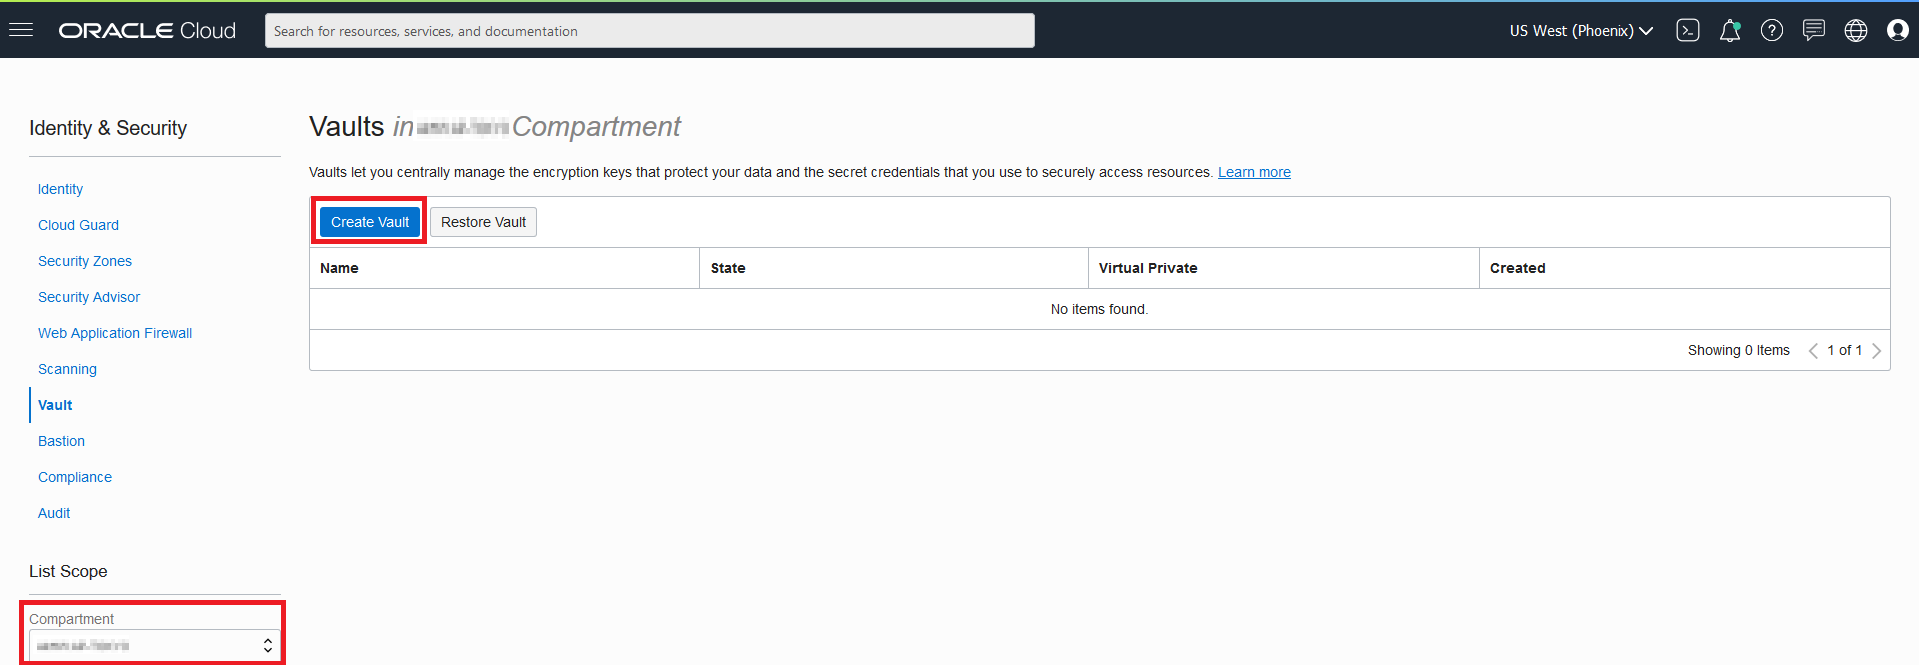 ORACLE Cloud
Search for resources, services, and documentation
US West (Phoenix)
Identity & Security
Identity
Cloud Guard
Security Zones
Security Advisor
Web Application Firewall
Scanning
Vault
Bastion
Compliance
Audit
List Scope
Compartment
Vaults in Compartment
Vaults let you centrally manage the encryption keys that protect your data and the secret credentials that you use to securely access resources. Learn more
Create Vault Restore Vault
Name State Virtual Private Created
No items found.
Showing 0 Items 1 of 1